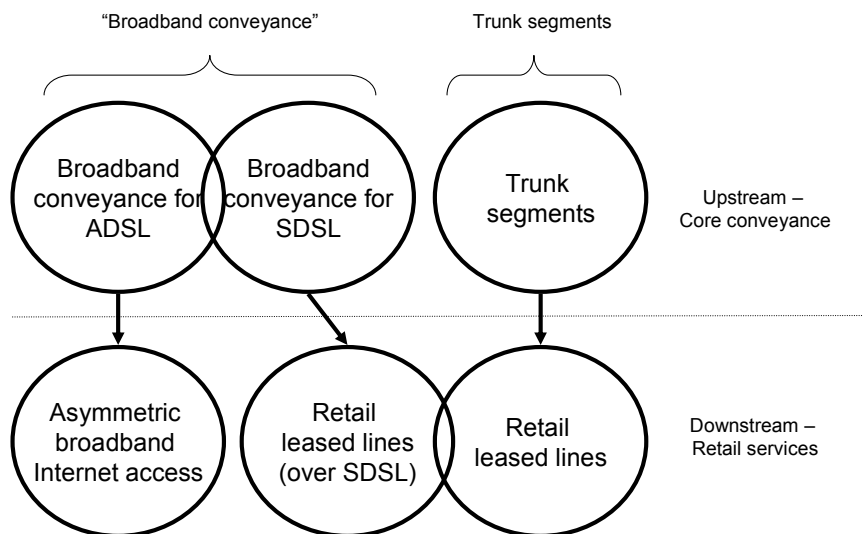 “Broadband conveyance”
Trunk segments
Broadband
conveyance for
ADSL
Broadband
conveyance for
SDSL
Trunk
segments
Upstream –
Core conveyance
Asymmetric
broadband
Internet access
Retail
leased lines
(over SDSL)
Retail
leased lines
Downstream –
Retail services